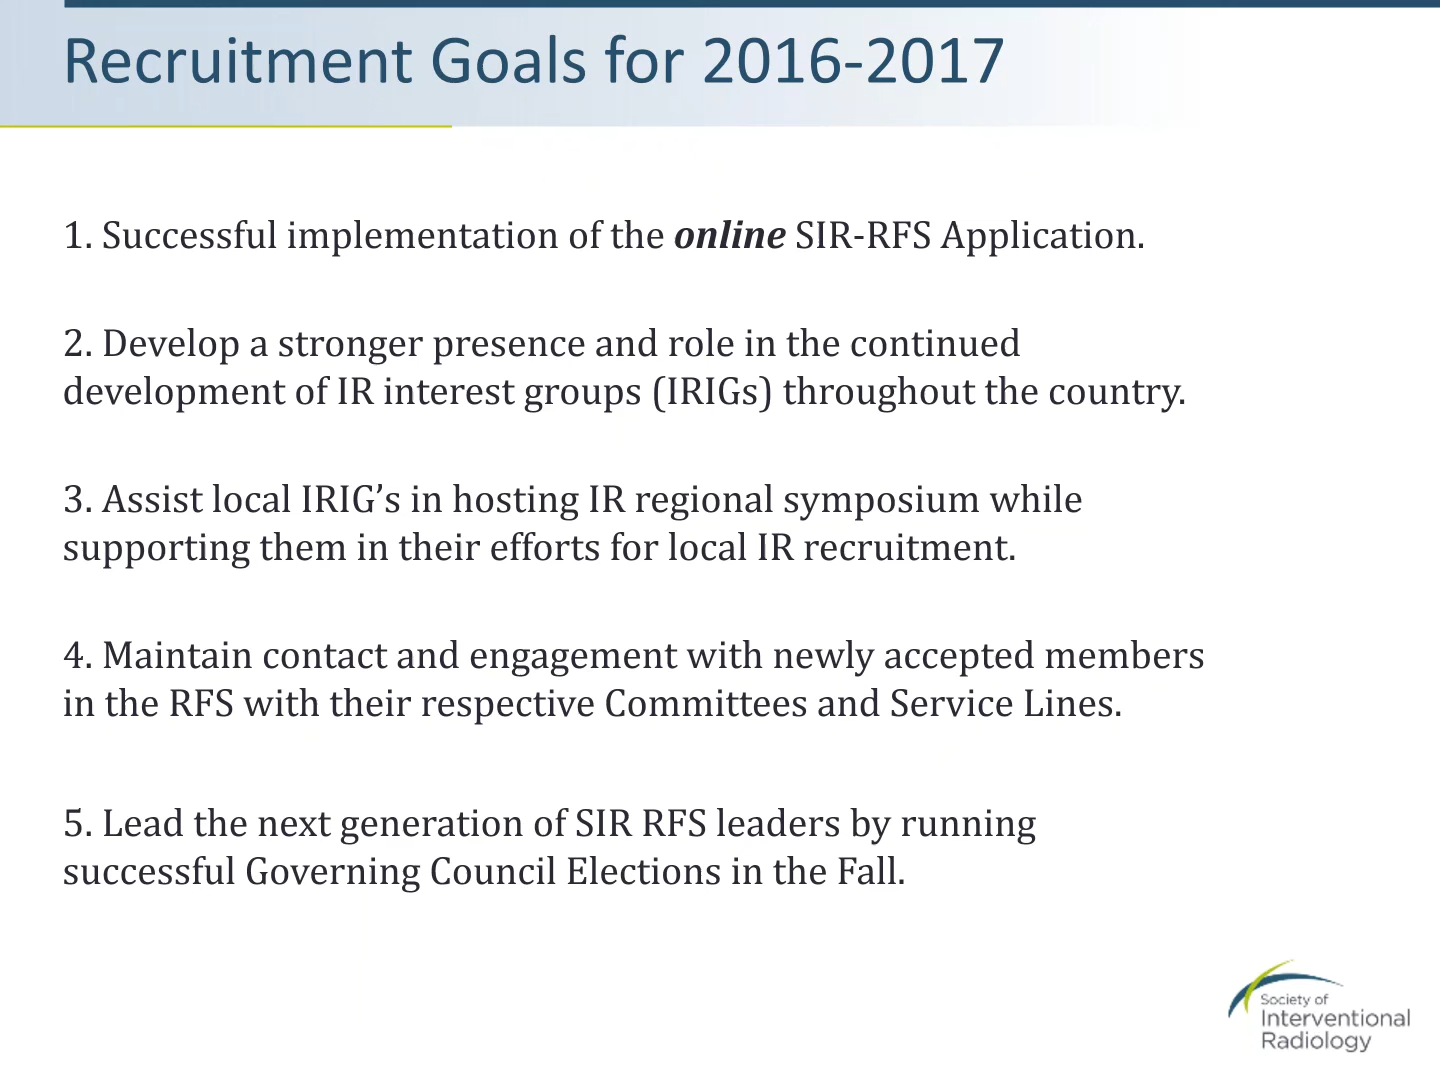 Recruitment Goals for 2016-2017
1. Successful implementation of the online SIR-RFS Application.
2. Develop a stronger presence and role in the continued
development of IR interest groups (IRIGs) throughout the country.
3. Assist local IRIG’s in hosting IR regional symposium while
supporting them in their efforts for local IR recruitment.
4. Maintain contact and engagement with newly accepted members
in the RFS with their respective Committees and Service Lines.
5. Lead the next generation of SIR RFS leaders by running
successful Governing Council Elections in the Fall.
Society of
Interventional
Radiology